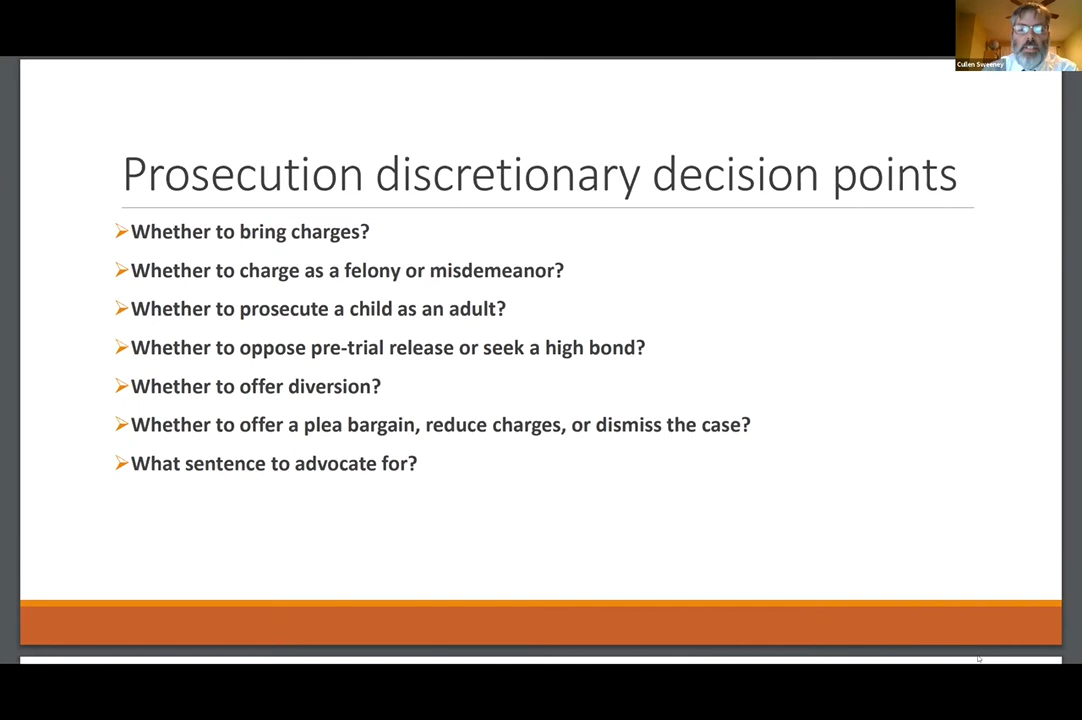 Cullen Sweeney
Prosecution discretionary decision points
Whether to bring charges?
Whether to charge as a felony or misdemeanor?
Whether to prosecute a child as an adult?
Whether to oppose pre-trial release or seek a high bond?
Whether to offer diversion?
Whether to offer a plea bargain, reduce charges, or dismiss the case?
What sentence to advocate for?